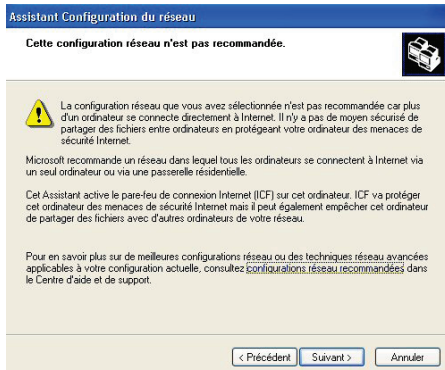 Assistant Configuration du réseau
Cette configuration réseau n'est pas recommandée.
La configuration réseau que vous avez sélectionnée n'est pas recommandée car plus
d'un ordinateur se connecte directement à Internet. Il n'y a pas de moyen sécurisé de
partager des fichiers entre ordinateurs en protégeant votre ordinateur des menaces de
sécurité Internet.
Microsoft recommande un réseau dans lequel tous les ordinateurs se connectent à Internet via
un seul ordinateur ou via une passerelle résidentielle.
Cet Assistant active le pare-feu de connexion Internet (ICF) sur cet ordinateur. ICF va protéger
cet ordinateur des menaces de sécurité Internet mais il peut également empêcher cet ordinateur
de partager des fichiers avec d'autres ordinateurs de votre réseau.
Pour en savoir plus sur de meilleures configurations réseau ou des techniques réseau avancées
applicables à votre configuration actuelle, consultez configurations réseau recommandées dans
le Centre d'aide et de support.
< Précédent Suivant > Annuler